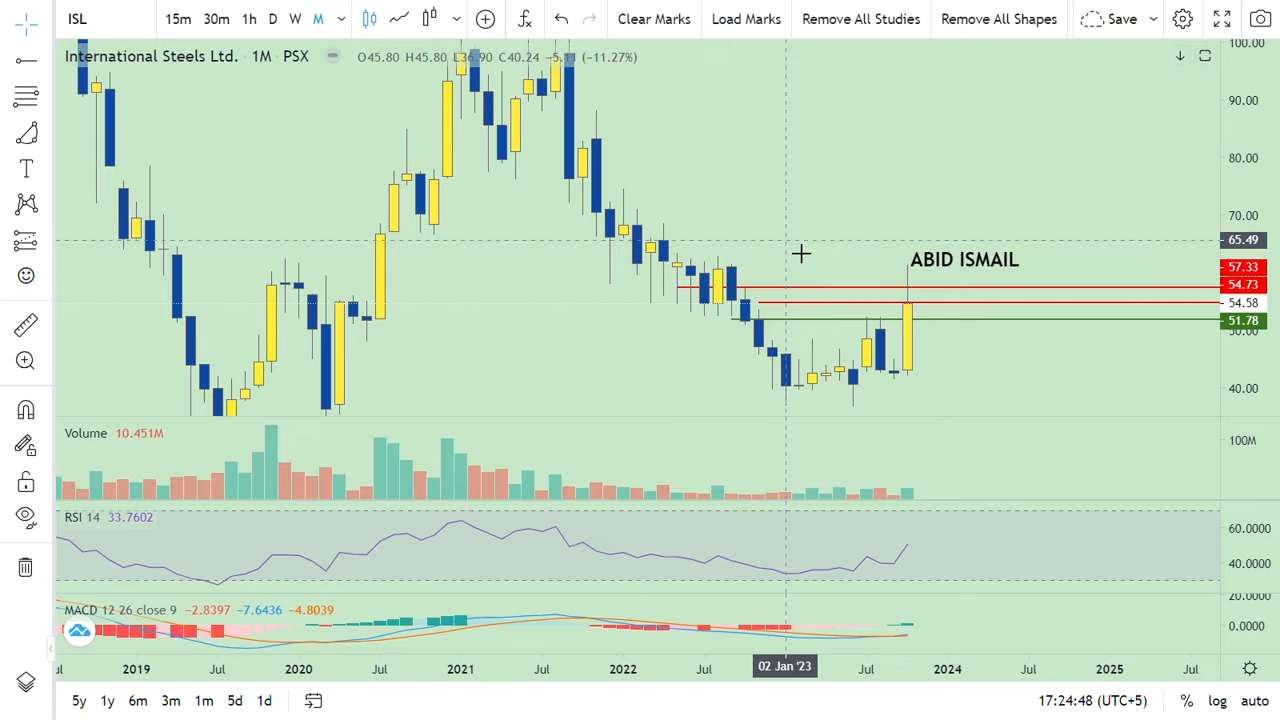 ISL 15m 30m 1h D W M Clear Marks Load Marks Remove All Studies Remove All Shapes Save
International Steels Ltd. · 1M · PSX O45.80 H45.80 L36.90 C40.24 −5.11 (−11.27%)
100.00
90.00
80.00
70.00
65.49
ABID ISMAIL
57.33
54.73
54.58
51.78
50.00
40.00
Volume 10.451M
100M
RSI 14 33.7602
60.0000
40.0000
20.0000
MACD 12 26 close 9 −2.8397 −7.6436 −4.8039
0.0000
2019 Jul 2020 Jul 2021 Jul 2022 Jul 02 Jan '23 Jul 2024 Jul 2025 Jul
5y 1y 6m 3m 1m 5d 1d 17:24:48 (UTC+5) % log auto